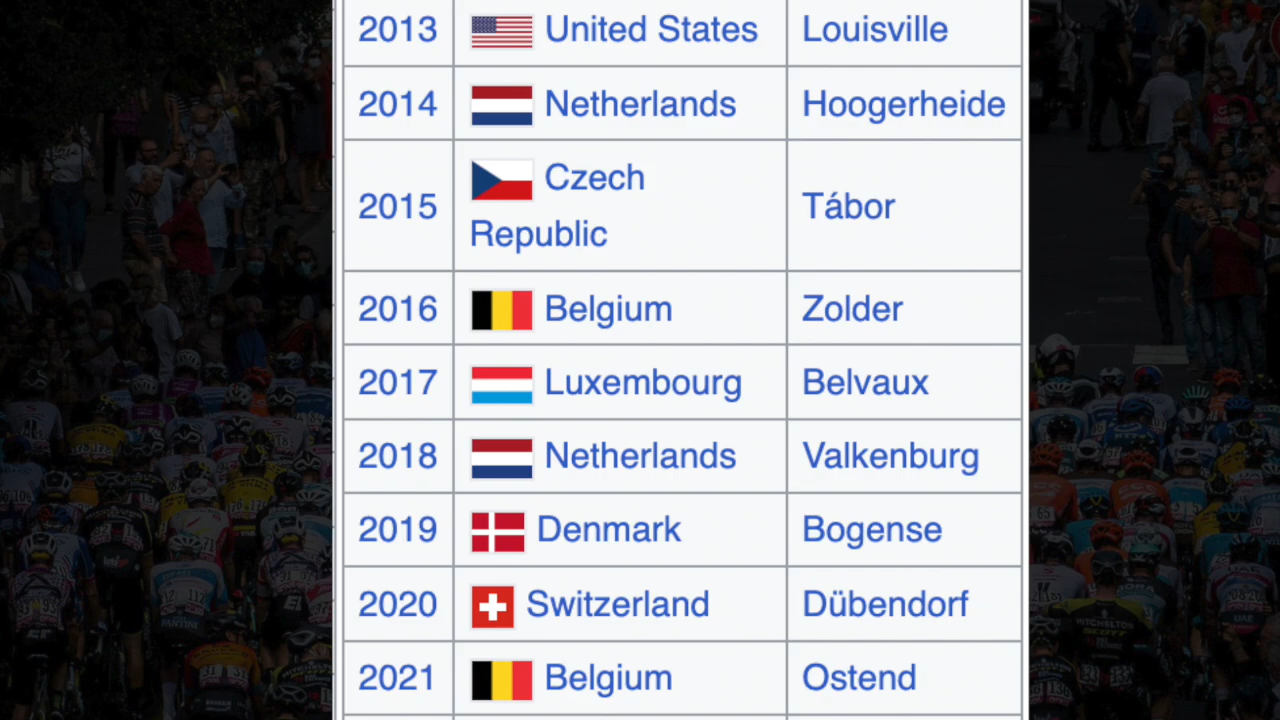 2013 United States Louisville
2014 Netherlands Hoogerheide
2015 Czech Republic Tábor
2016 Belgium Zolder
2017 Luxembourg Belvaux
2018 Netherlands Valkenburg
2019 Denmark Bogense
2020 Switzerland Dübendorf
2021 Belgium Ostend